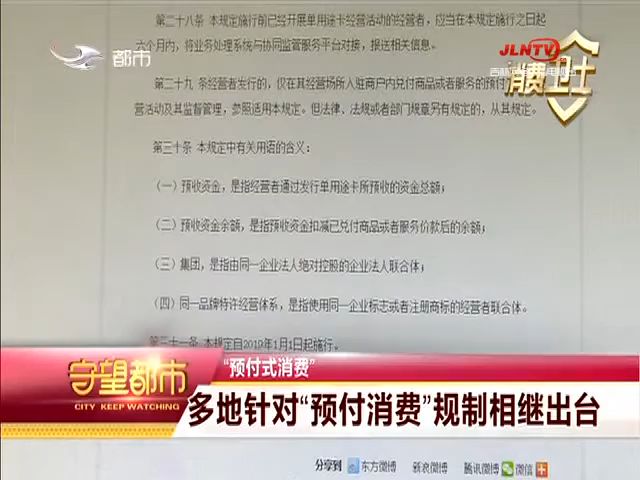 第二十八条 本规定施行前已经开展单用途卡经营活动的经营者，应当在本规定施行之日起
六个月内，将业务处理系统与协同监管服务平台对接，报送相关信息。
都市
JLNTV
消费卫士
第二十九 条经营者发行的，仅在其经营场所入驻商户内兑付商品或者服务的预付
营活动及其监督管理，参照适用本规定。但法律、法规或者部门规章另有规定的，从其规定。
第三十条 本规定中有关用语的含义：
（一）预收资金，是指经营者通过发行单用途卡所预收的资金总额；
（二）预收资金余额，是指预收资金扣减已兑付商品或者服务价款后的余额；
（三）集团，是指由同一企业法人绝对控股的企业法人联合体；
（四）同一品牌特许经营体系，是指使用同一企业标志或者注册商标的经营者联合体。
第三十一条 本规定自2019年1月1日起施行。
守望都市
CITY KEEP WATCHING
“预付式消费”
多地针对“预付消费”规制相继出台
分享到 东方微博 新浪微博 腾讯微博 微信